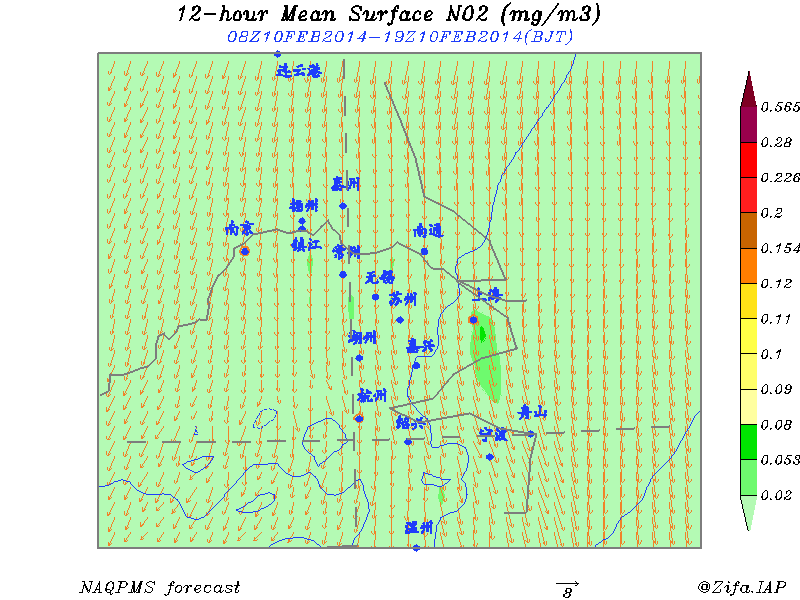 12-hour Mean Surface NO2 (mg/m3)
08Z10FEB2014-19Z10FEB2014(BJT)
连云港
泰州
扬州
南京
南通
镇江
常州
无锡
上海
苏州
湖州
嘉兴
杭州
舟山
绍兴
宁波
温州
0.565
0.28
0.226
0.2
0.154
0.12
0.11
0.1
0.09
0.08
0.053
0.02
NAQPMS forecast
8
@Zifa.IAP